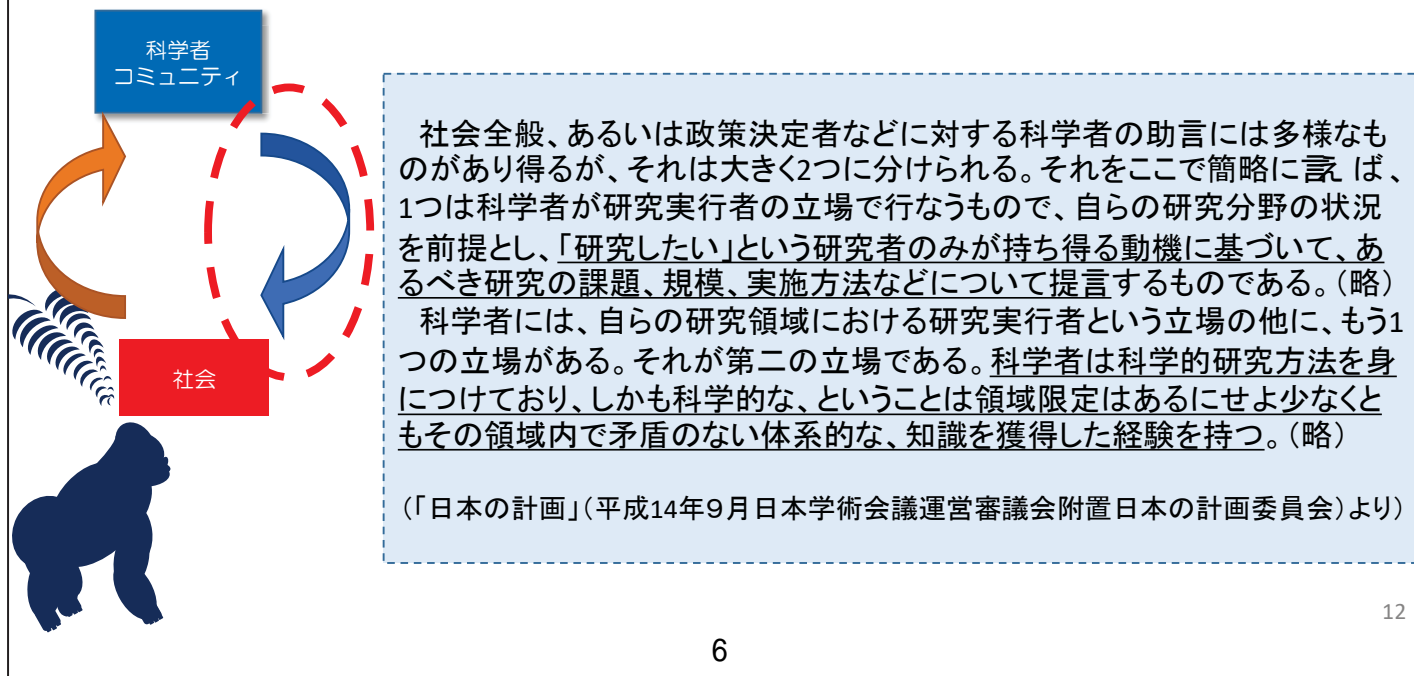 科学者
コミュニティ
社会
　社会全般、あるいは政策決定者などに対する科学者の助言には多様なも
のがあり得るが、それは大きく2つに分けられる。それをここで簡略に言えば、
1つは科学者が研究実行者の立場で行なうもので、自らの研究分野の状況
を前提とし、「研究したい」という研究者のみが持ち得る動機に基づいて、あ
るべき研究の課題、規模、実施方法などについて提言するものである。（略）
　科学者には、自らの研究領域における研究実行者という立場の他に、もう1
つの立場がある。それが第二の立場である。科学者は科学的研究方法を身
につけており、しかも科学的な、ということは領域限定はあるにせよ少なくと
もその領域内で矛盾のない体系的な、知識を獲得した経験を持つ。（略）
（「日本の計画」（平成14年９月日本学術会議運営審議会附置日本の計画委員会）より）
12
6